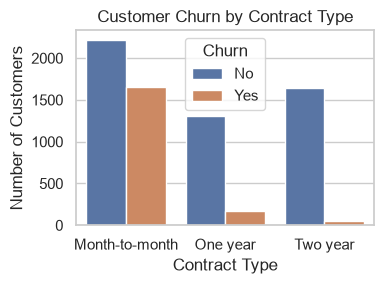 Customer Churn by Contract Type
Number of Customers
2000
1500
1000
500
0
Churn
No
Yes
Month-to-month
One year
Two year
Contract Type